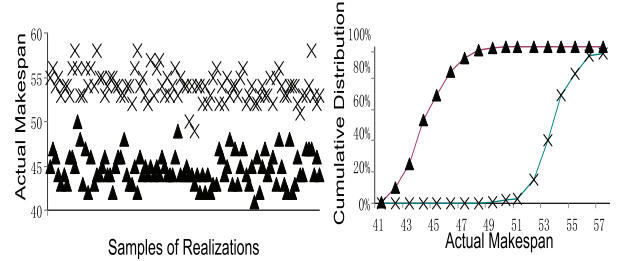 Actual Makespan
60
55
50
45
40
Samples of Realizations
Cumulative Distribution
100%
80%
60%
40%
20%
0%
41 43 45 47 49 51 53 55 57
Actual Makespan